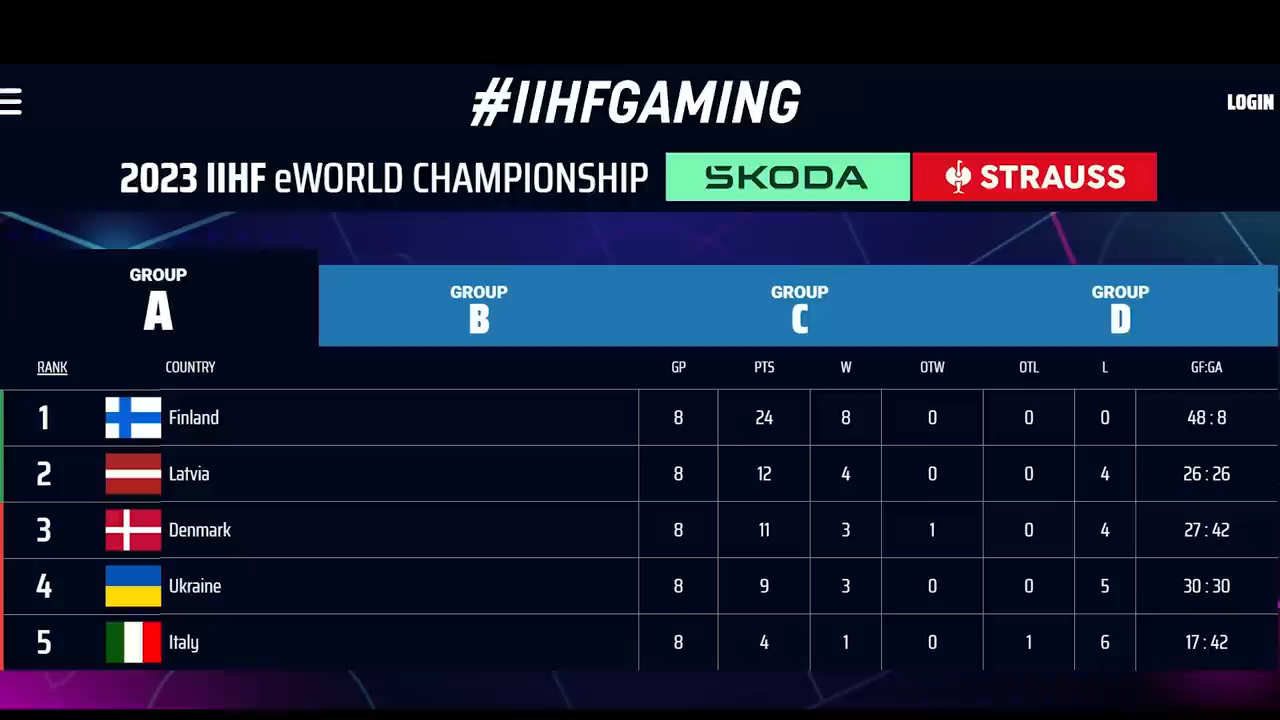 #IIHFGAMING
LOGIN
2023 IIHF eWORLD CHAMPIONSHIP ŠKODA STRAUSS
GROUP A GROUP B GROUP C GROUP D
RANK COUNTRY GP PTS W OTW OTL L GF:GA
1 Finland 8 24 8 0 0 0 48 : 8
2 Latvia 8 12 4 0 0 4 26 : 26
3 Denmark 8 11 3 1 0 4 27 : 42
4 Ukraine 8 9 3 0 0 5 30 : 30
5 Italy 8 4 1 0 1 6 17 : 42